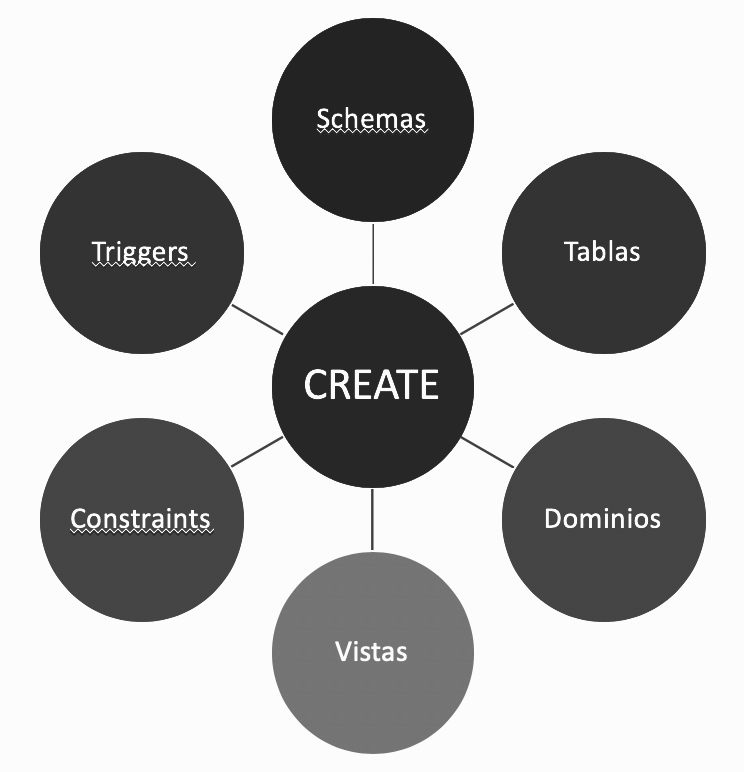 Schemas
Triggers
Tablas
CREATE
Constraints
Dominios
Vistas